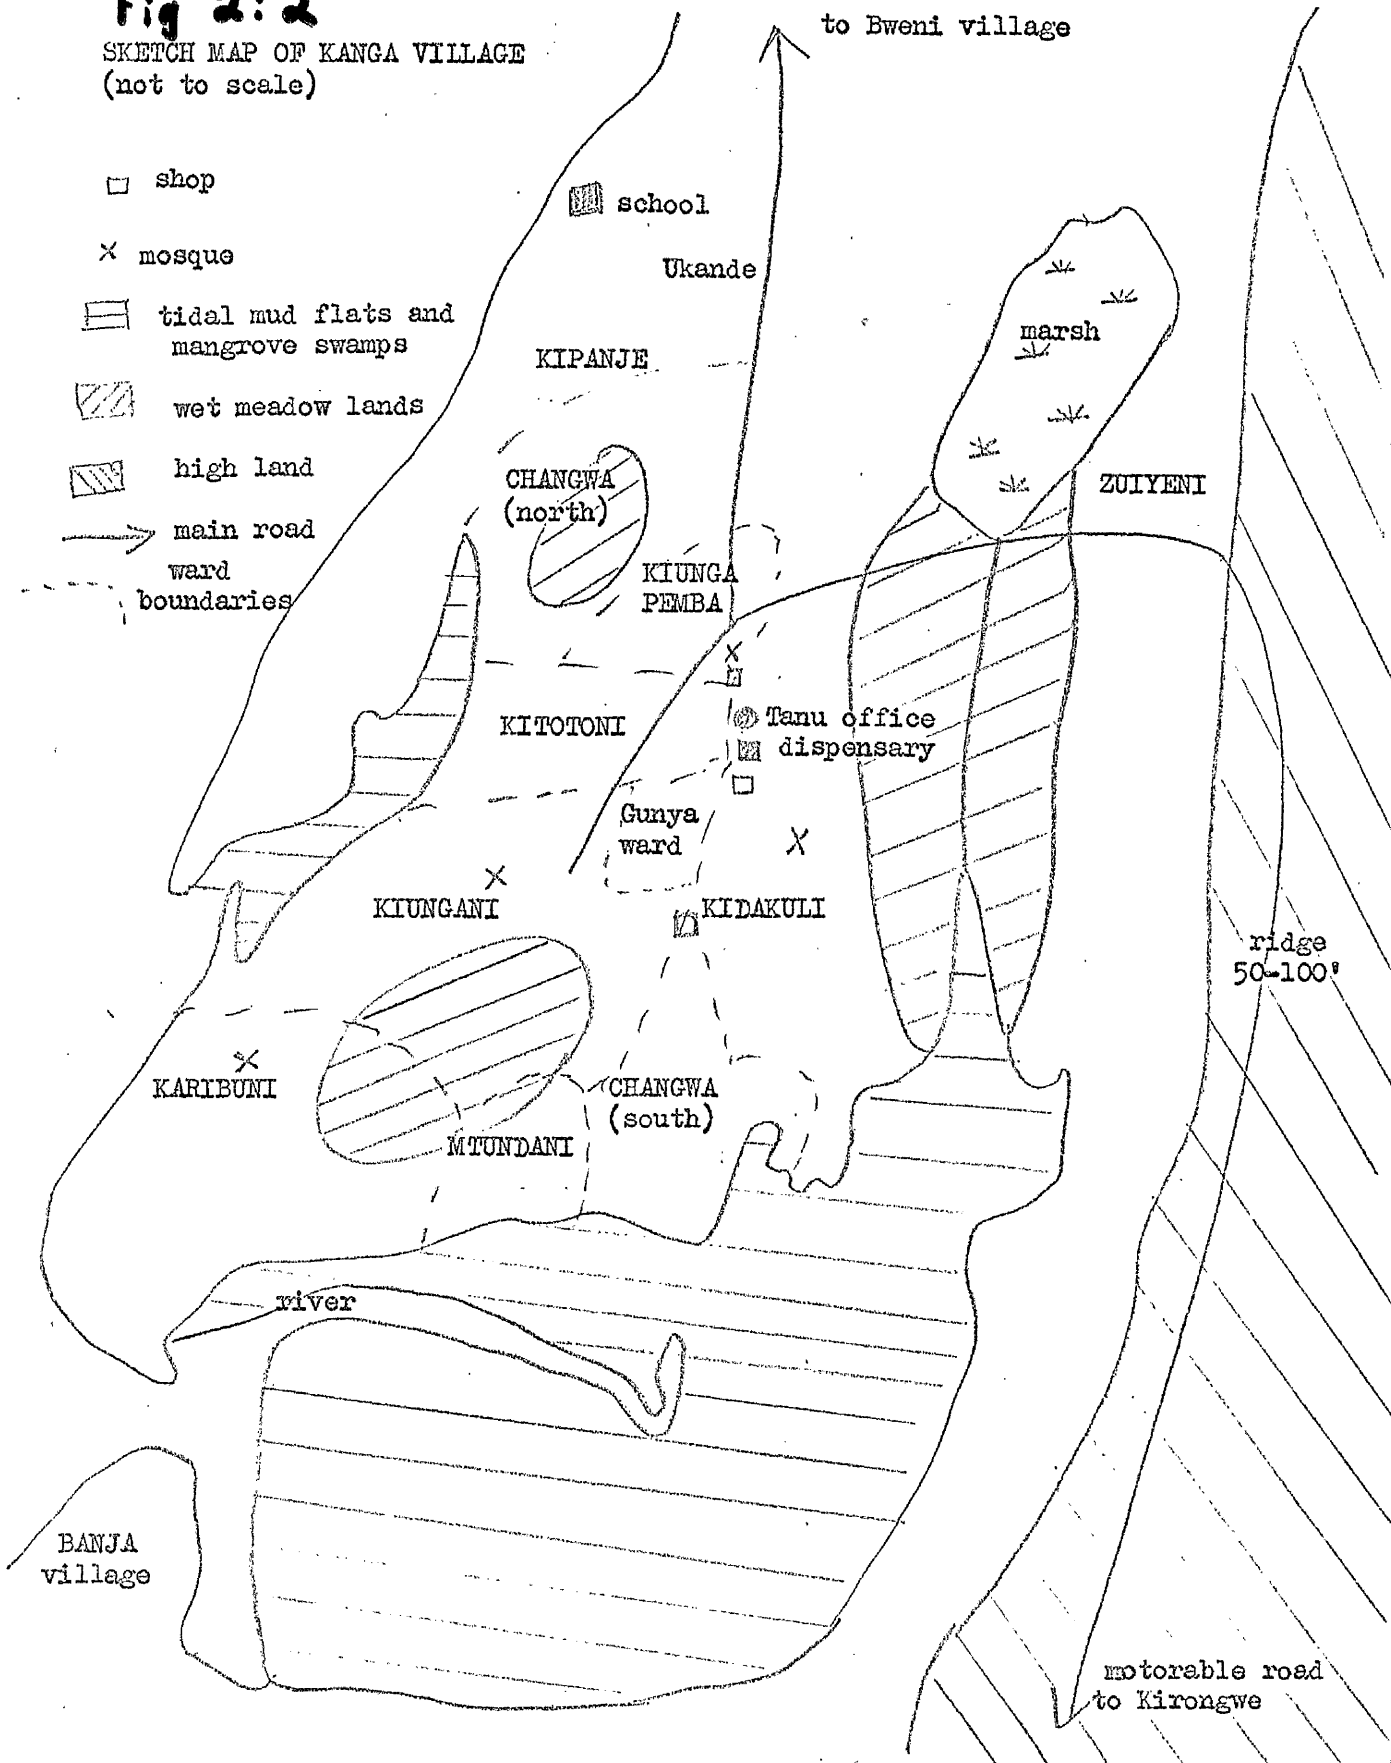 Fig 2:2
SKETCH MAP OF KANGA VILLAGE
(not to scale)
to Bweni village
shop
mosque
tidal mud flats and
mangrove swamps
wet meadow lands
high land
main road
ward
boundaries
school
Ukande
KIPANJE
marsh
CHANGWA
(north)
ZUIYENI
KIUNGA
PEMBA
KITOTONI
Tanu office
dispensary
Gunya
ward
KIUNGANI
KIDAKULI
ridge
50-100'
KARIBUNI
CHANGWA
(south)
MTUNDANI
river
BANJA
village
motorable road
to Kirongwe